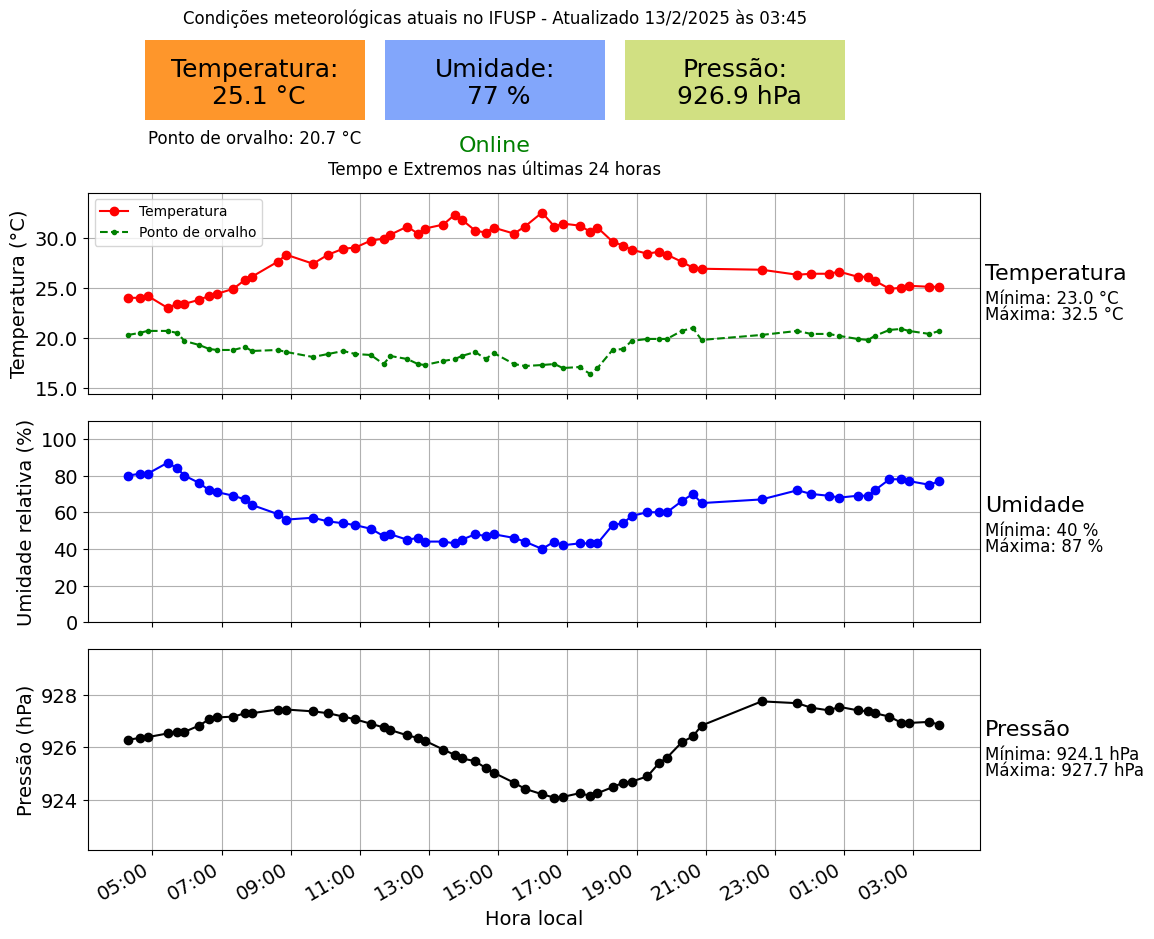 Condições meteorológicas atuais no IFUSP - Atualizado 13/2/2025 às 03:45
Temperatura:
25.1 °C
Umidade:
77 %
Pressão:
926.9 hPa
Ponto de orvalho: 20.7 °C
Online
Tempo e Extremos nas últimas 24 horas
Temperatura
Ponto de orvalho
Temperatura (°C)
30.0
25.0
20.0
15.0
Temperatura
Mínima: 23.0 °C
Máxima: 32.5 °C
Umidade relativa (%)
100
80
60
40
20
0
Umidade
Mínima: 40 %
Máxima: 87 %
Pressão (hPa)
928
926
924
Pressão
Mínima: 924.1 hPa
Máxima: 927.7 hPa
05:00 07:00 09:00 11:00 13:00 15:00 17:00 19:00 21:00 23:00 01:00 03:00
Hora local